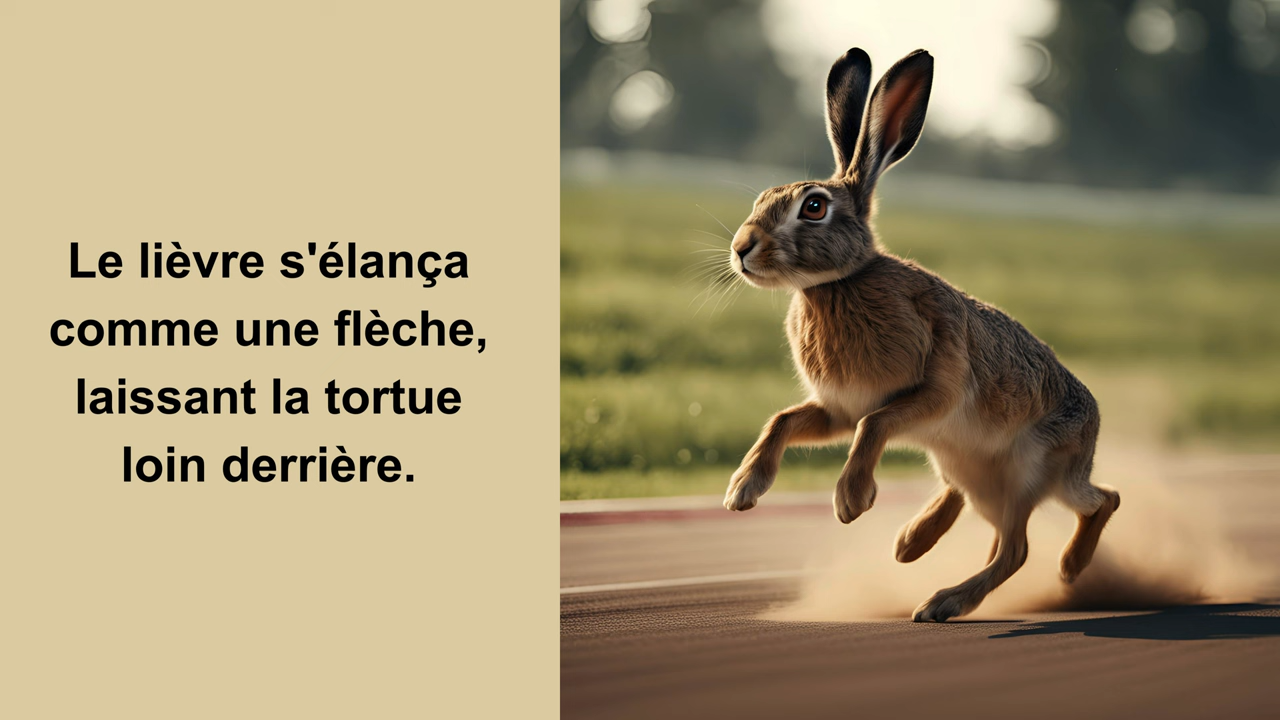 Le lièvre s'élança
comme une flèche,
laissant la tortue
loin derrière.